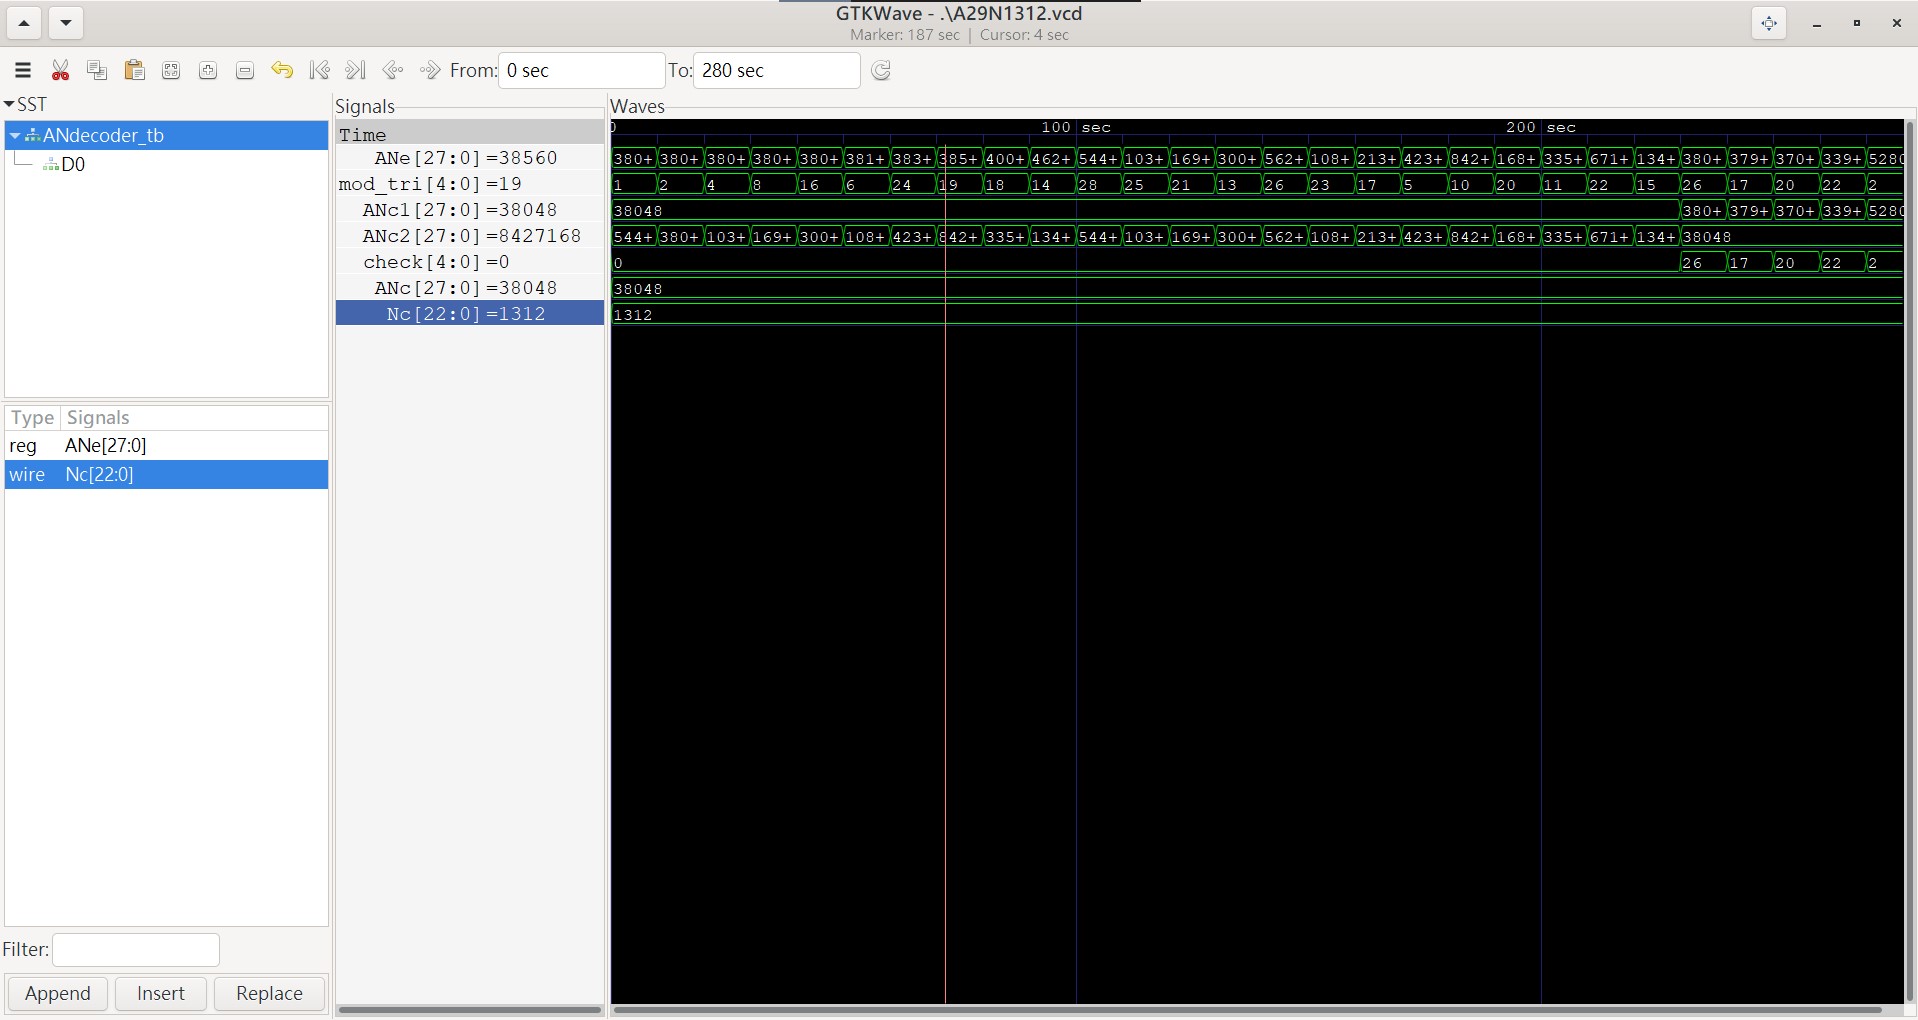 GTKWave - .\A29N1312.vcd
Marker: 187 sec | Cursor: 4 sec
From: 0 sec To: 280 sec
SST
ANdecoder_tb
D0
Type Signals
reg ANe[27:0]
wire Nc[22:0]
Filter:
Append Insert Replace
Signals
Time
ANe[27:0]=38560
mod_tri[4:0]=19
ANc1[27:0]=38048
ANc2[27:0]=8427168
check[4:0]=0
ANc[27:0]=38048
Nc[22:0]=1312
Waves
0 100 sec 200 sec
380+ 380+ 380+ 380+ 380+ 381+ 383+ 385+ 400+ 462+ 544+ 103+ 169+ 300+ 562+ 108+ 213+ 423+ 842+ 168+ 335+ 671+ 134+ 380+ 379+ 370+ 339+ 5280
1 2 4 8 16 6 24 19 18 14 28 25 21 13 26 23 17 5 10 20 11 22 15 26 17 20 22 2
38048 380+ 379+ 370+ 339+ 5280
544+ 380+ 103+ 169+ 300+ 108+ 423+ 842+ 335+ 134+ 544+ 103+ 169+ 300+ 562+ 108+ 213+ 423+ 842+ 168+ 335+ 671+ 134+ 38048
0 26 17 20 22 2
38048
1312